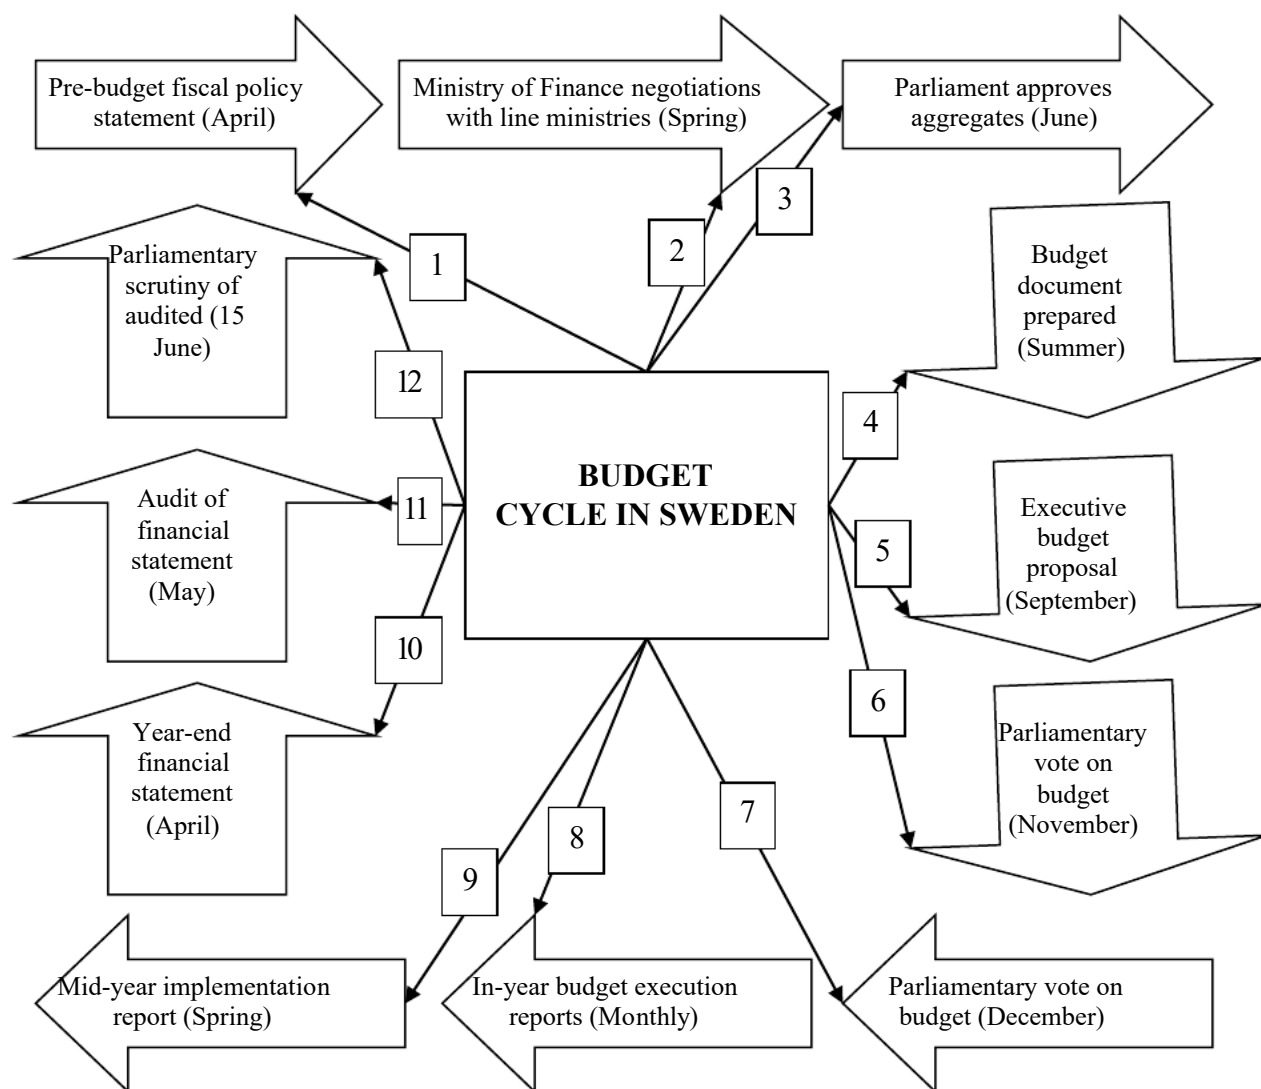 Pre-budget fiscal policy
statement (April)
Ministry of Finance negotiations
with line ministries (Spring)
Parliament approves
aggregates (June)
1
2
3
Parliamentary
scrutiny of
audited (15
June)
Budget
document
prepared
(Summer)
12
4
BUDGET
CYCLE IN SWEDEN
Audit of
financial
statement
(May)
11
5
Executive
budget
proposal
(September)
10
6
Year-end
financial
statement
(April)
Parliamentary
vote on
budget
(November)
9
8
7
Mid-year implementation
report (Spring)
In-year budget execution
reports (Monthly)
Parliamentary vote on
budget (December)